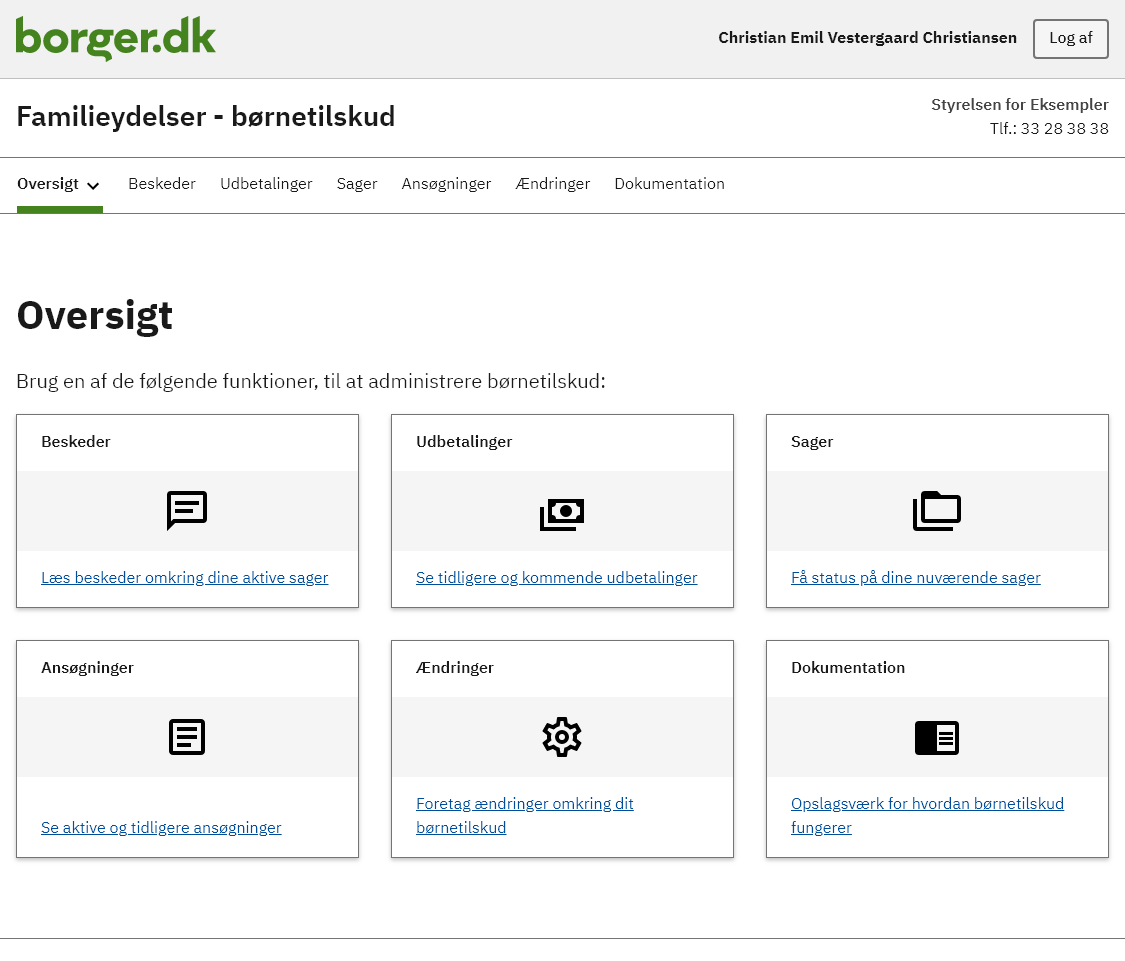 borger.dk
Christian Emil Vestergaard Christiansen
Log af
Familieydelser - børnetilskud
Styrelsen for Eksempler
Tlf.: 33 28 38 38
Oversigt Beskeder Udbetalinger Sager Ansøgninger Ændringer Dokumentation
Oversigt
Brug en af de følgende funktioner, til at administrere børnetilskud:
Beskeder
Læs beskeder omkring dine aktive sager
Udbetalinger
Se tidligere og kommende udbetalinger
Sager
Få status på dine nuværende sager
Ansøgninger
Se aktive og tidligere ansøgninger
Ændringer
Foretag ændringer omkring dit
børnetilskud
Dokumentation
Opslagsværk for hvordan børnetilskud
fungerer